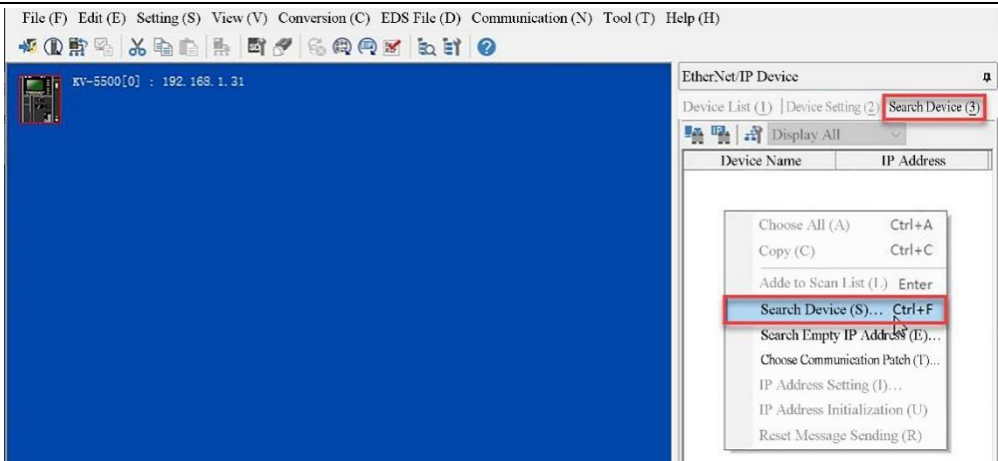 File (F) Edit (E) Setting (S) View (V) Conversion (C) EDS File (D) Communication (N) Tool (T) Help (H)
KV-5500[0] : 192.168.1.31
EtherNet/IP Device
Device List (1) Device Setting (2) Search Device (3)
Display All
Device Name IP Address
Choose All (A) Ctrl+A
Copy (C) Ctrl+C
Adde to Scan List (L) Enter
Search Device (S)... Ctrl+F
Search Empty IP Address (E)...
Choose Communication Patch (T)...
IP Address Setting (I)...
IP Address Initialization (U)
Reset Message Sending (R)